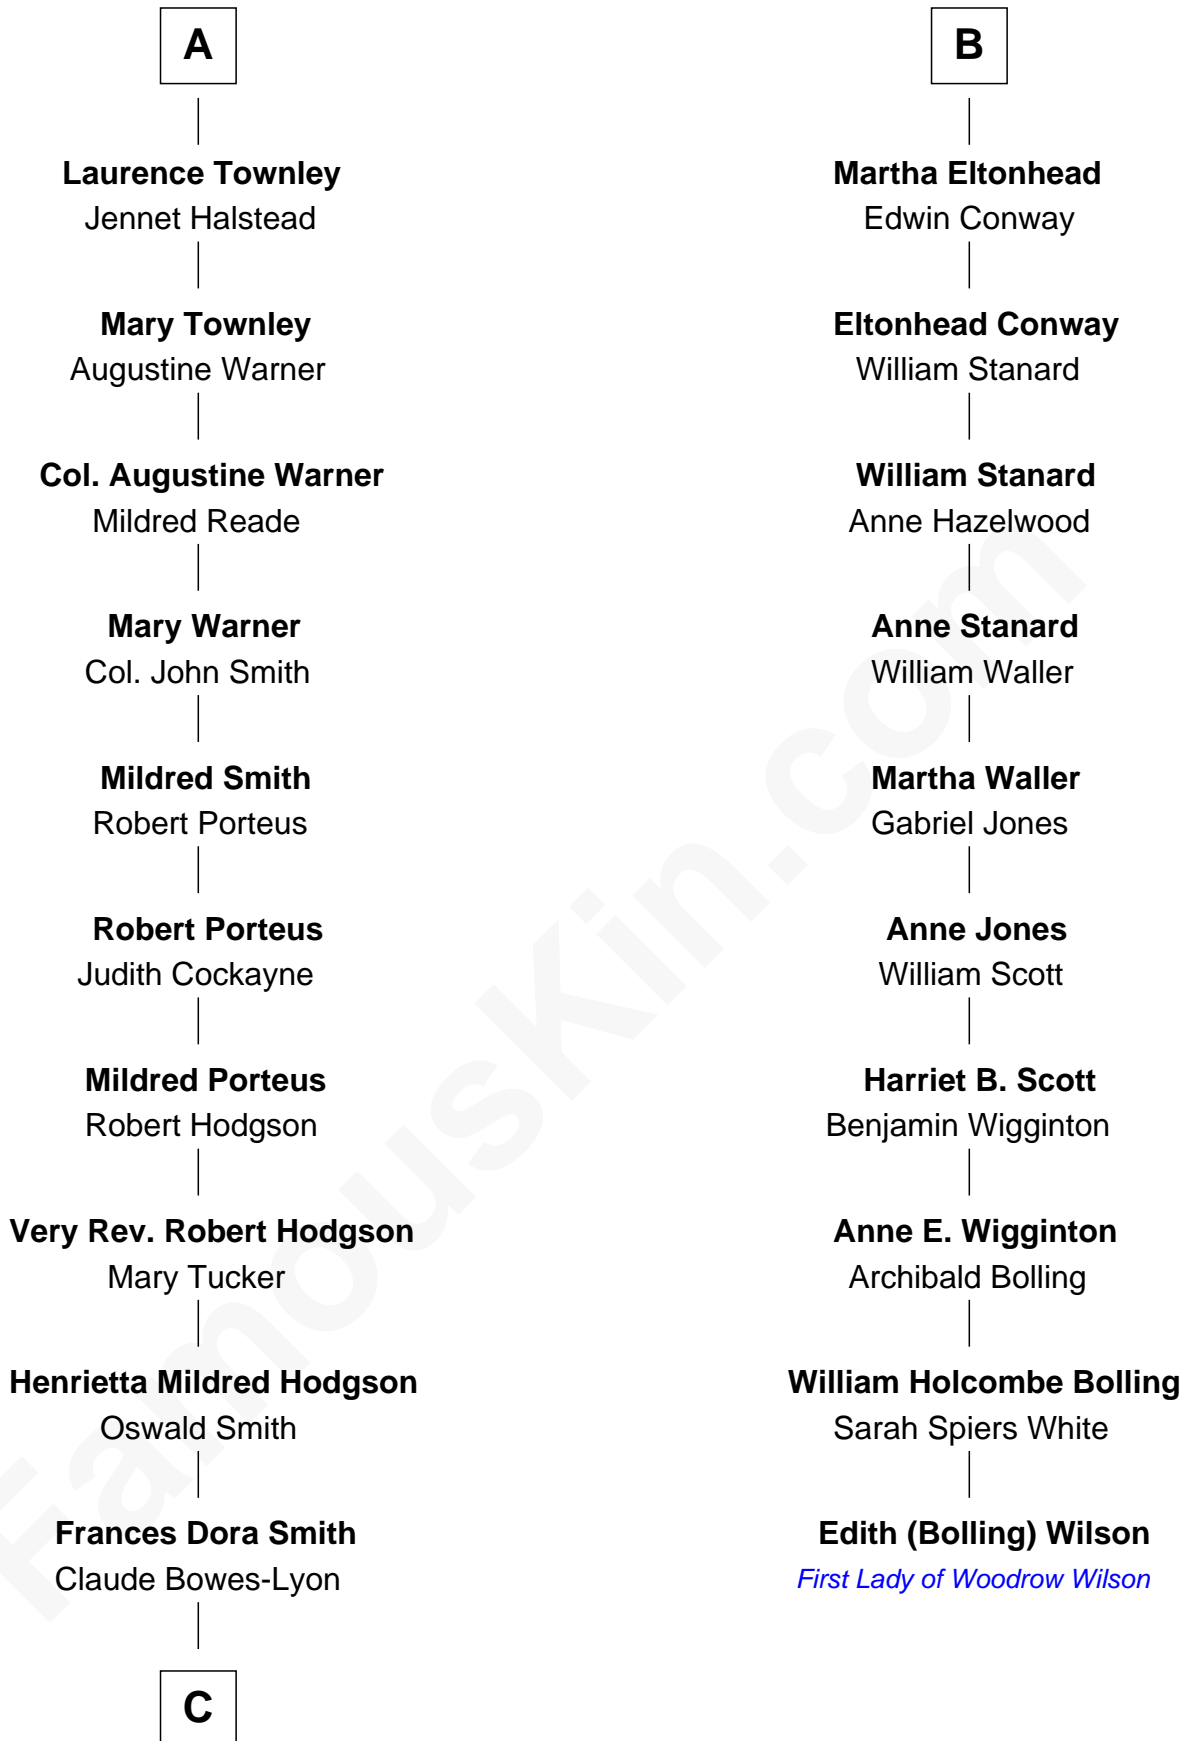 A
Laurence Townley
Jennet Halstead
Mary Townley
Augustine Warner
Col. Augustine Warner
Mildred Reade
Mary Warner
Col. John Smith
Mildred Smith
Robert Porteus
Robert Porteus
Judith Cockayne
Mildred Porteus
Robert Hodgson
Very Rev. Robert Hodgson
Mary Tucker
Henrietta Mildred Hodgson
Oswald Smith
Frances Dora Smith
Claude Bowes-Lyon
C
B
Martha Eltonhead
Edwin Conway
Eltonhead Conway
William Stanard
William Stanard
Anne Hazelwood
Anne Stanard
William Waller
Martha Waller
Gabriel Jones
Anne Jones
William Scott
Harriet B. Scott
Benjamin Wigginton
Anne E. Wigginton
Archibald Bolling
William Holcombe Bolling
Sarah Spiers White
Edith (Bolling) Wilson
First Lady of Woodrow Wilson
FamousKin.com